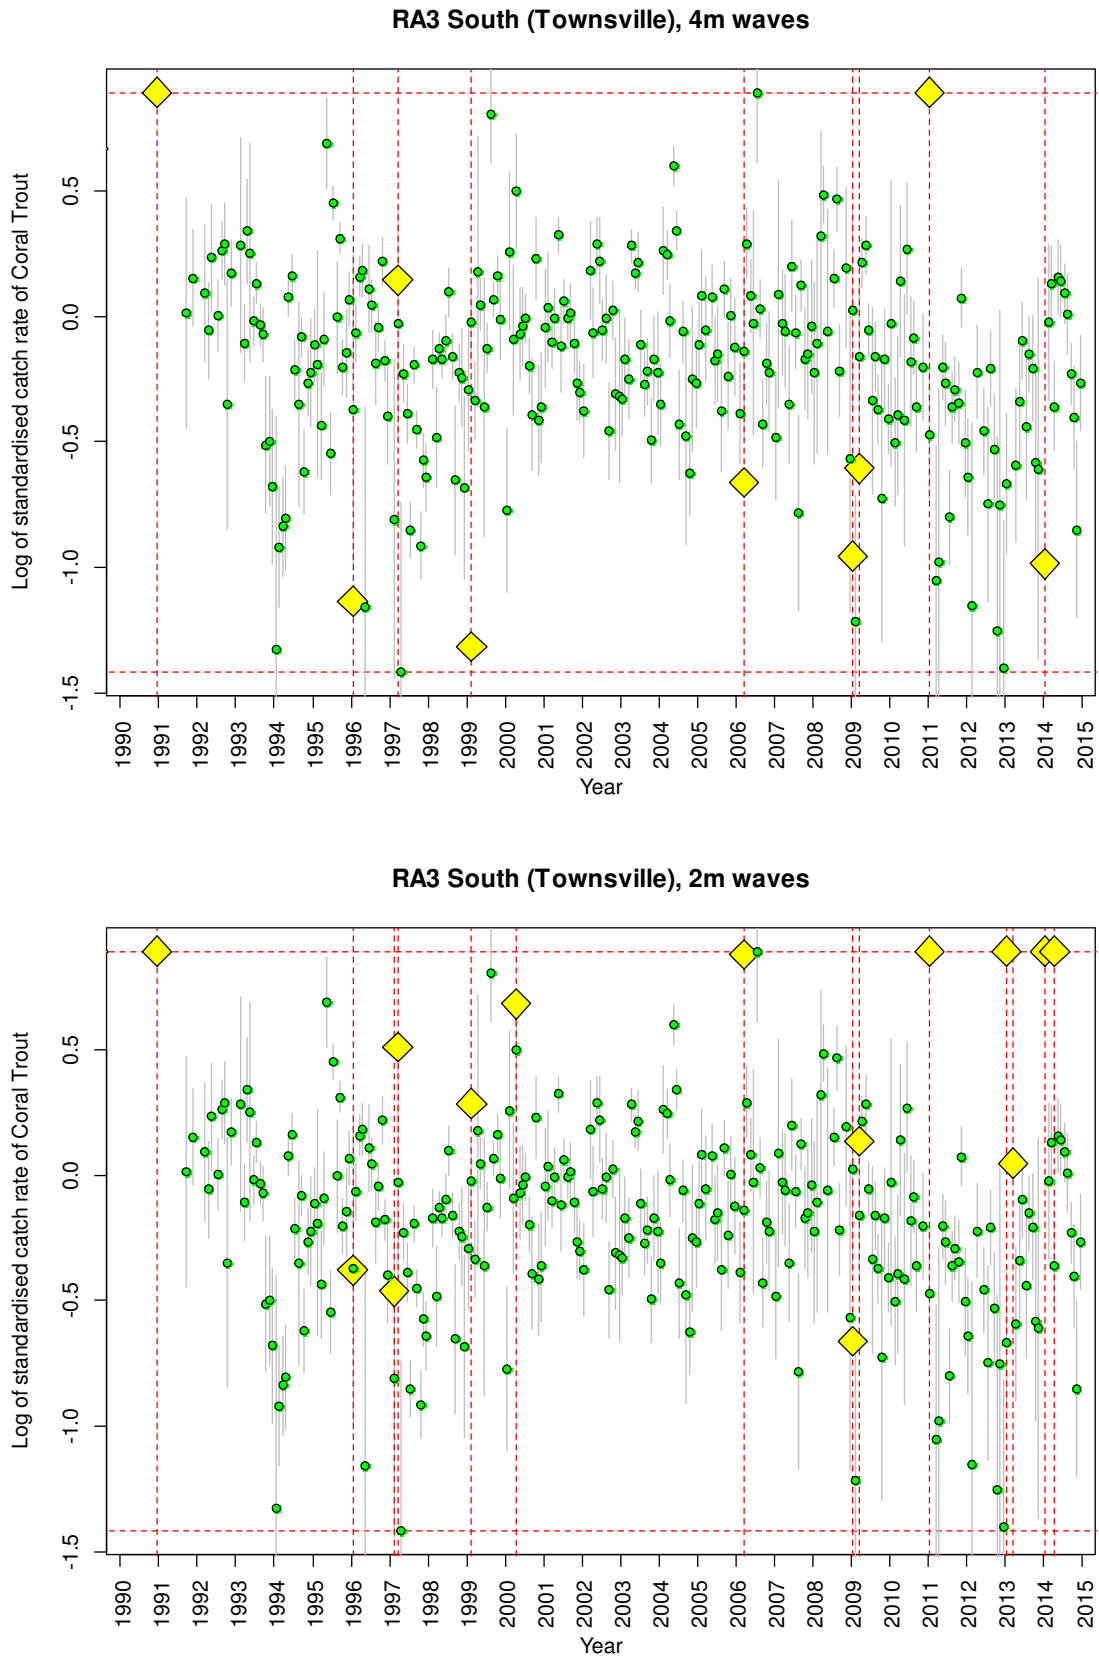 RA3 South (Townsville), 4m waves
Log of standardised catch rate of Coral Trout
0.5
0.0
-0.5
-1.0
-1.5
1990 1991 1992 1993 1994 1995 1996 1997 1998 1999 2000 2001 2002 2003 2004 2005 2006 2007 2008 2009 2010 2011 2012 2013 2014 2015
Year
RA3 South (Townsville), 2m waves
Log of standardised catch rate of Coral Trout
0.5
0.0
-0.5
-1.0
-1.5
1990 1991 1992 1993 1994 1995 1996 1997 1998 1999 2000 2001 2002 2003 2004 2005 2006 2007 2008 2009 2010 2011 2012 2013 2014 2015
Year